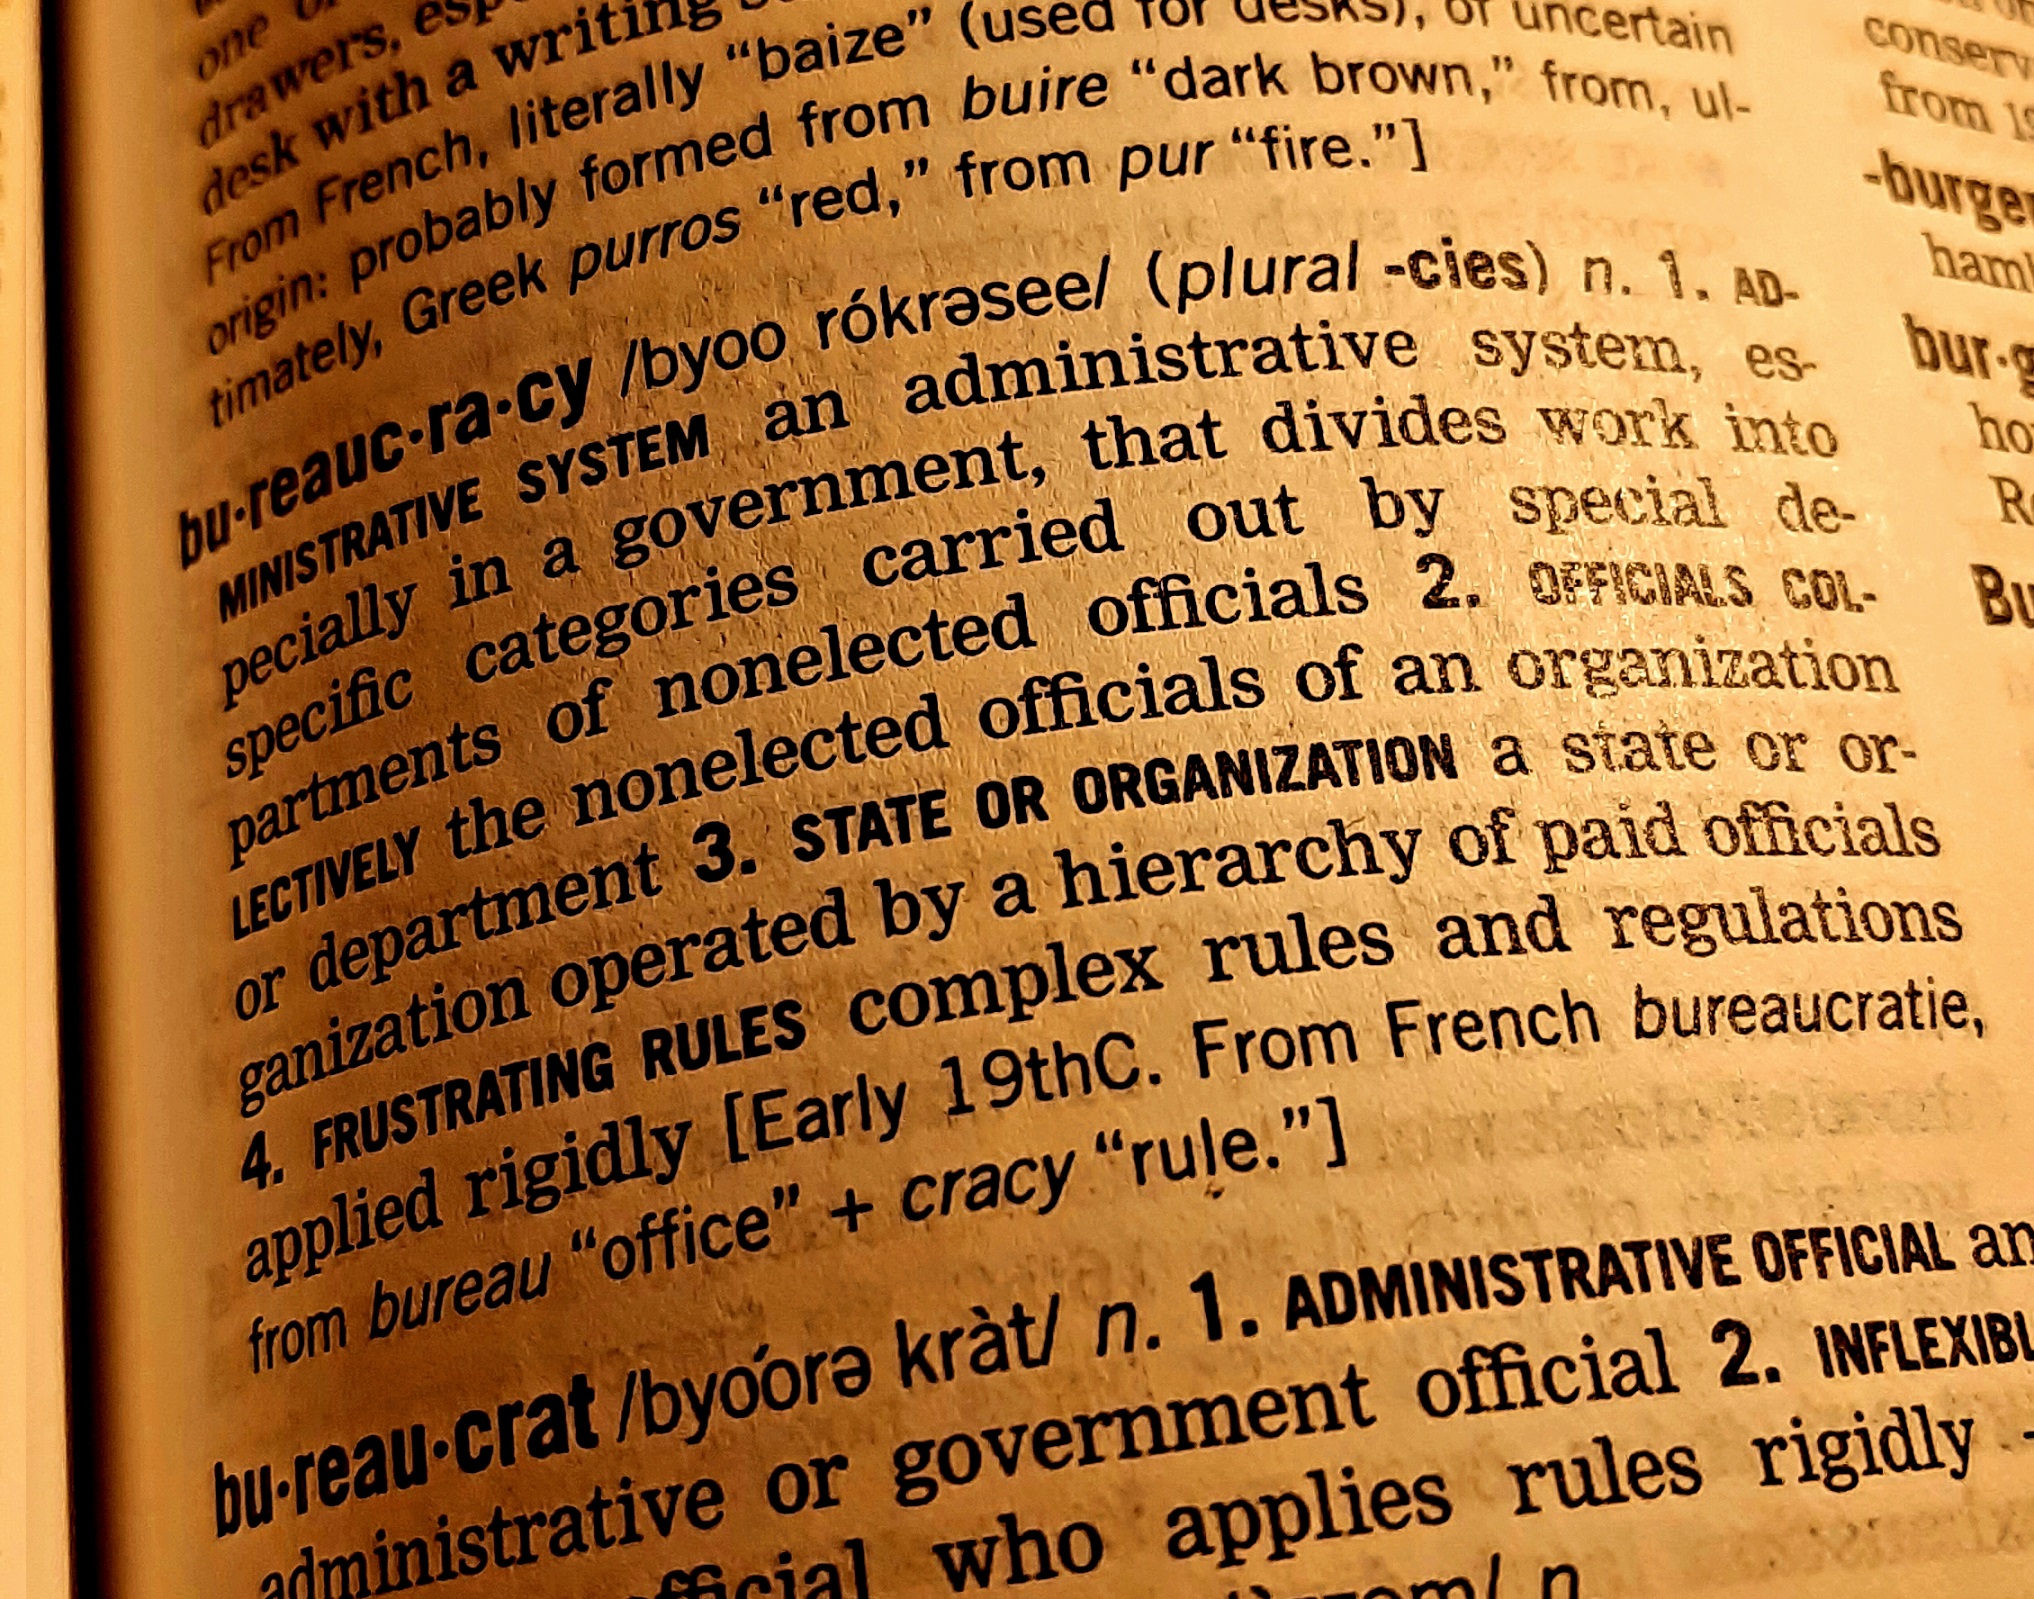 one
drawers,
desk with a writing
From French, literally “baize” (used for desks), of uncertain
origin: probably formed from buire “dark brown,” from, ul-
timately, Greek purros “red,” from pur “fire.”]
bu·reauc·ra·cy /byoo rókrəsee/ (plural -cies) n. 1. AD-
MINISTRATIVE SYSTEM an administrative system, es-
pecially in a government, that divides work into
specific categories carried out by special de-
partments of nonelected officials 2. OFFICIALS COL-
LECTIVELY the nonelected officials of an organization
or department 3. STATE OR ORGANIZATION a state or or-
ganization operated by a hierarchy of paid officials
4. FRUSTRATING RULES complex rules and regulations
applied rigidly [Early 19thC. From French bureaucratie,
from bureau “office” + cracy “rule.”]
bu·reau·crat /byoórə kràt/ n. 1. ADMINISTRATIVE OFFICIAL an
administrative or government official 2.
who applies rules rigidly
n
from
-burger